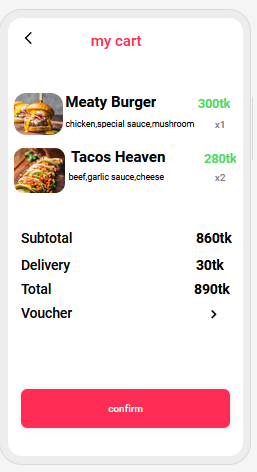 my cart
Meaty Burger 300tk
chicken,special sauce,mushroom x1
Tacos Heaven 280tk
beef,garlic sauce,cheese x2
Subtotal 860tk
Delivery 30tk
Total 890tk
Voucher
confirm